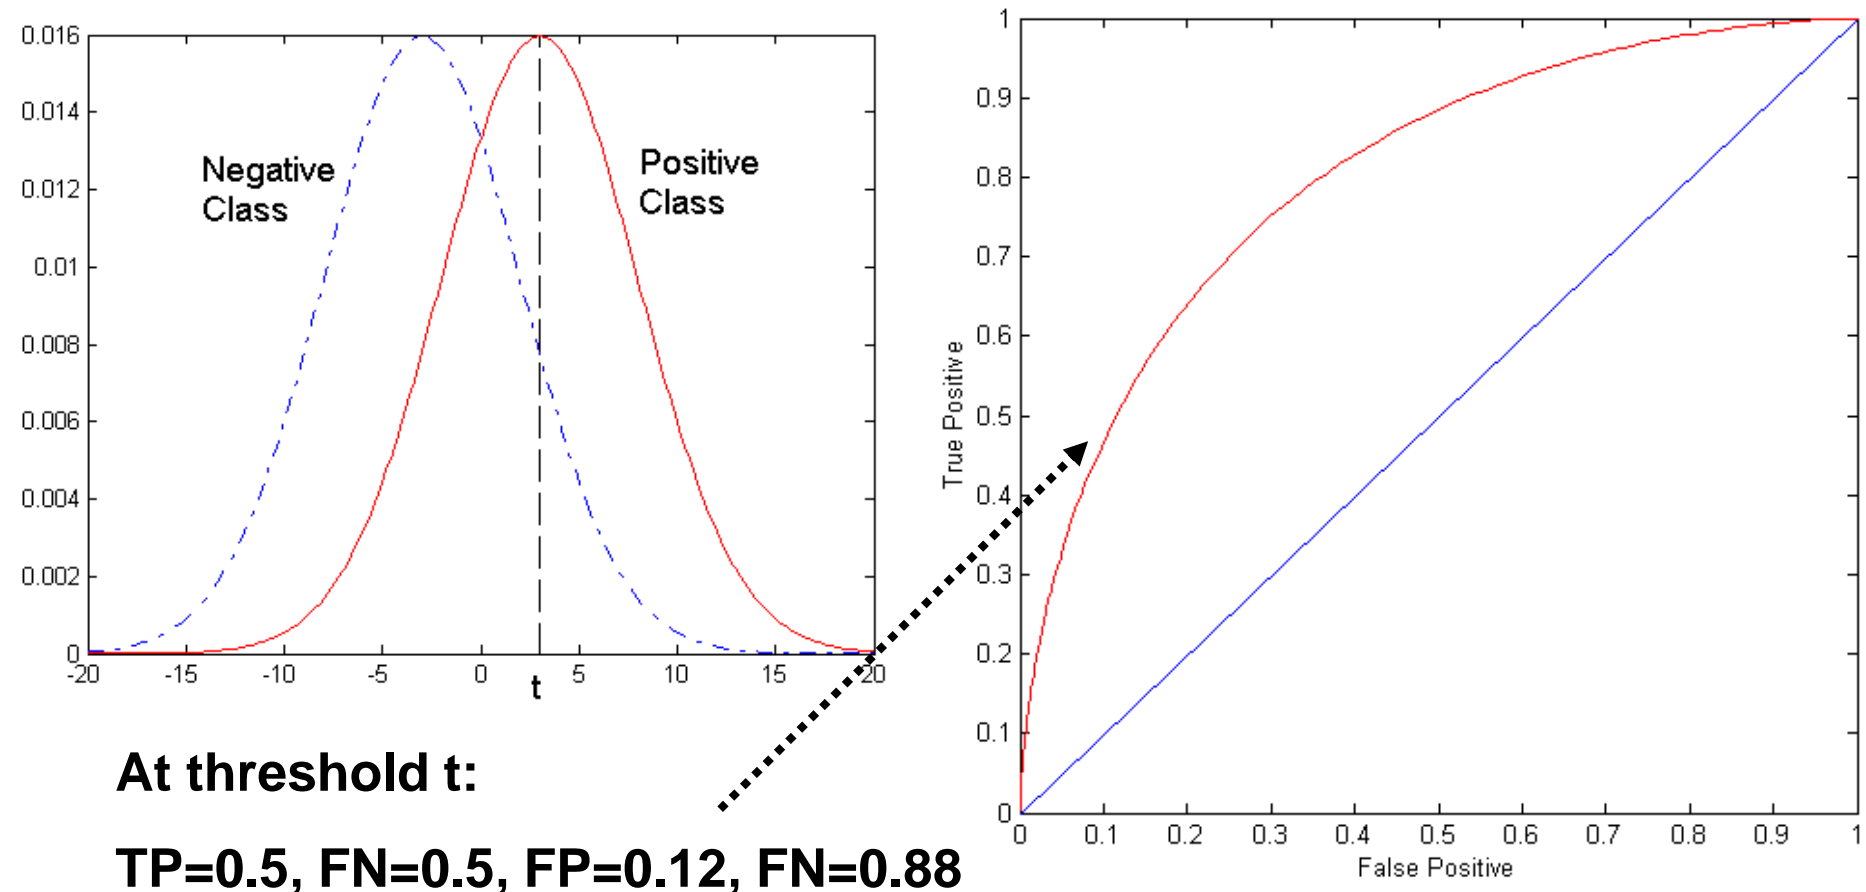 0.016
0.014
0.012
0.01
0.008
0.006
0.004
0.002
0
-20 -15 -10 -5 0 5 10 15 20
t
Negative
Class
Positive
Class
At threshold t:
TP=0.5, FN=0.5, FP=0.12, FN=0.88
1
0.9
0.8
0.7
0.6
0.5
0.4
0.3
0.2
0.1
0
True Positive
0 0.1 0.2 0.3 0.4 0.5 0.6 0.7 0.8 0.9 1
False Positive